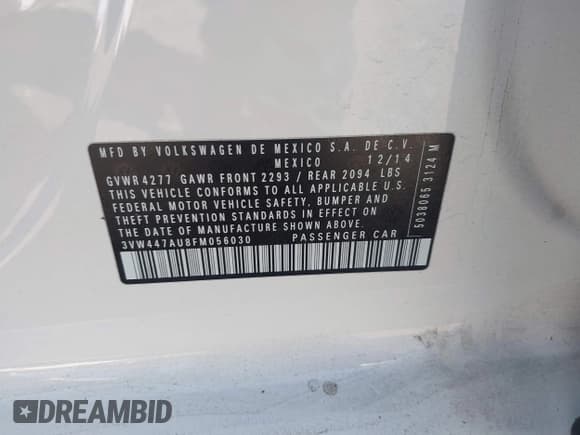 MFD BY VOLKSWAGEN DE MEXICO S.A. DE C.V.
MEXICO 12/14
GVWR 4277 GAWR FRONT 2293 / REAR 2094 LBS
THIS VEHICLE CONFORMS TO ALL APPLICABLE U.S.
FEDERAL MOTOR VEHICLE SAFETY, BUMPER AND
THEFT PREVENTION STANDARDS IN EFFECT ON
THE DATE OF MANUFACTURE SHOWN ABOVE.
3VW447AU8FM056030 PASSENGER CAR
5038065 3124 M
DREAMBID